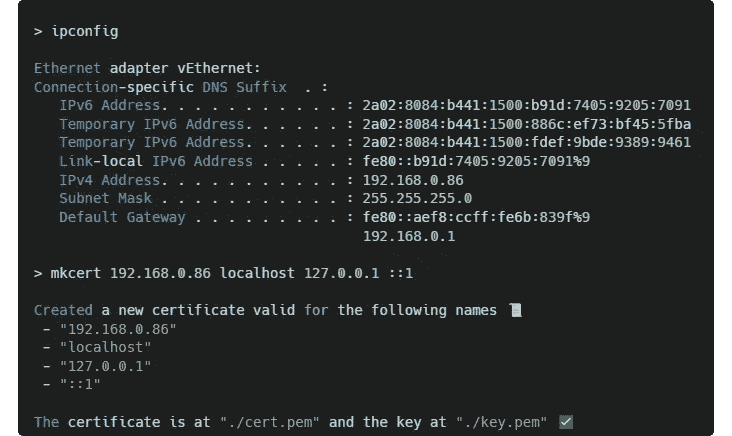 > ipconfig
Ethernet adapter vEthernet:
Connection-specific DNS Suffix  . :
   IPv6 Address. . . . . . . . . . . : 2a02:8084:b441:1500:b91d:7405:9205:7091
   Temporary IPv6 Address. . . . . . : 2a02:8084:b441:1500:886c:ef73:bf45:5fba
   Temporary IPv6 Address. . . . . . : 2a02:8084:b441:1500:fdef:9bde:9389:9461
   Link-local IPv6 Address . . . . . : fe80::b91d:7405:9205:7091%9
   IPv4 Address. . . . . . . . . . . : 192.168.0.86
   Subnet Mask . . . . . . . . . . . : 255.255.255.0
   Default Gateway . . . . . . . . . : fe80::aef8:ccff:fe6b:839f%9
                                       192.168.0.1
> mkcert 192.168.0.86 localhost 127.0.0.1 ::1
Created a new certificate valid for the following names 📜
 - "192.168.0.86"
 - "localhost"
 - "127.0.0.1"
 - "::1"
The certificate is at "./cert.pem" and the key at "./key.pem" ✅